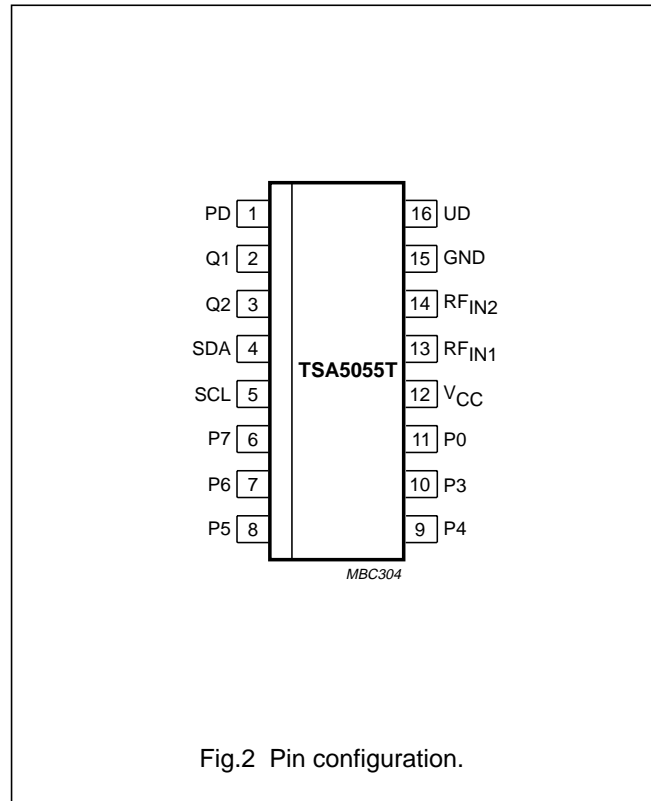 PD 1 16 UD
Q1 2 15 GND
Q2 3 14 RFIN2
SDA 4 13 RFIN1
TSA5055T
SCL 5 12 VCC
P7 6 11 P0
P6 7 10 P3
P5 8 9 P4
MBC304
Fig.2 Pin configuration.